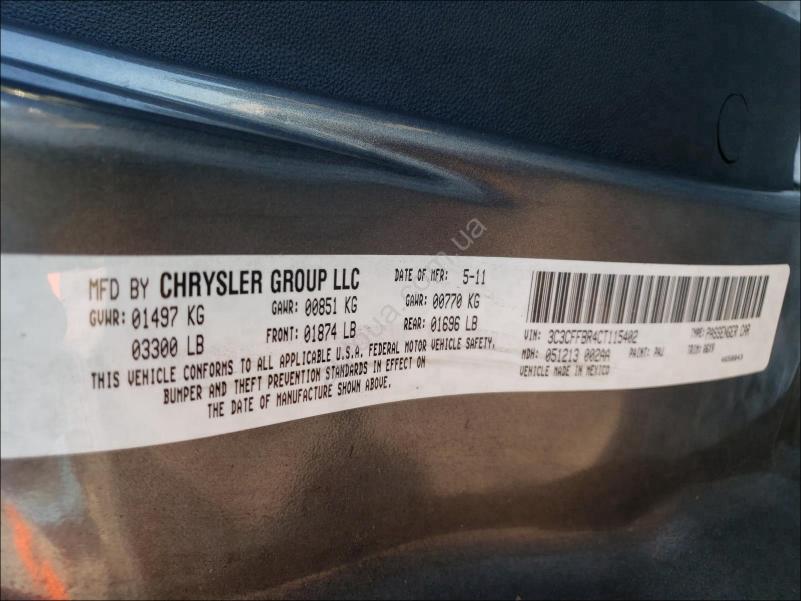 MFD BY CHRYSLER GROUP LLC
DATE OF MFR: 5-11
GVWR: 01497 KG
GAWR: 00851 KG
GAWR: 00770 KG
03300 LB
FRONT: 01874 LB
REAR: 01696 LB
THIS VEHICLE CONFORMS TO ALL APPLICABLE U.S.A. FEDERAL MOTOR VEHICLE SAFETY,
BUMPER AND THEFT PREVENTION STANDARDS IN EFFECT ON
THE DATE OF MANUFACTURE SHOWN ABOVE.
VIN: 3C3CFFBR4CT115402
TYPE: PASSENGER CAR
MDH: 051213 002AA
PAINT: PAU
TRIM:
VEHICLE MADE IN MEXICO